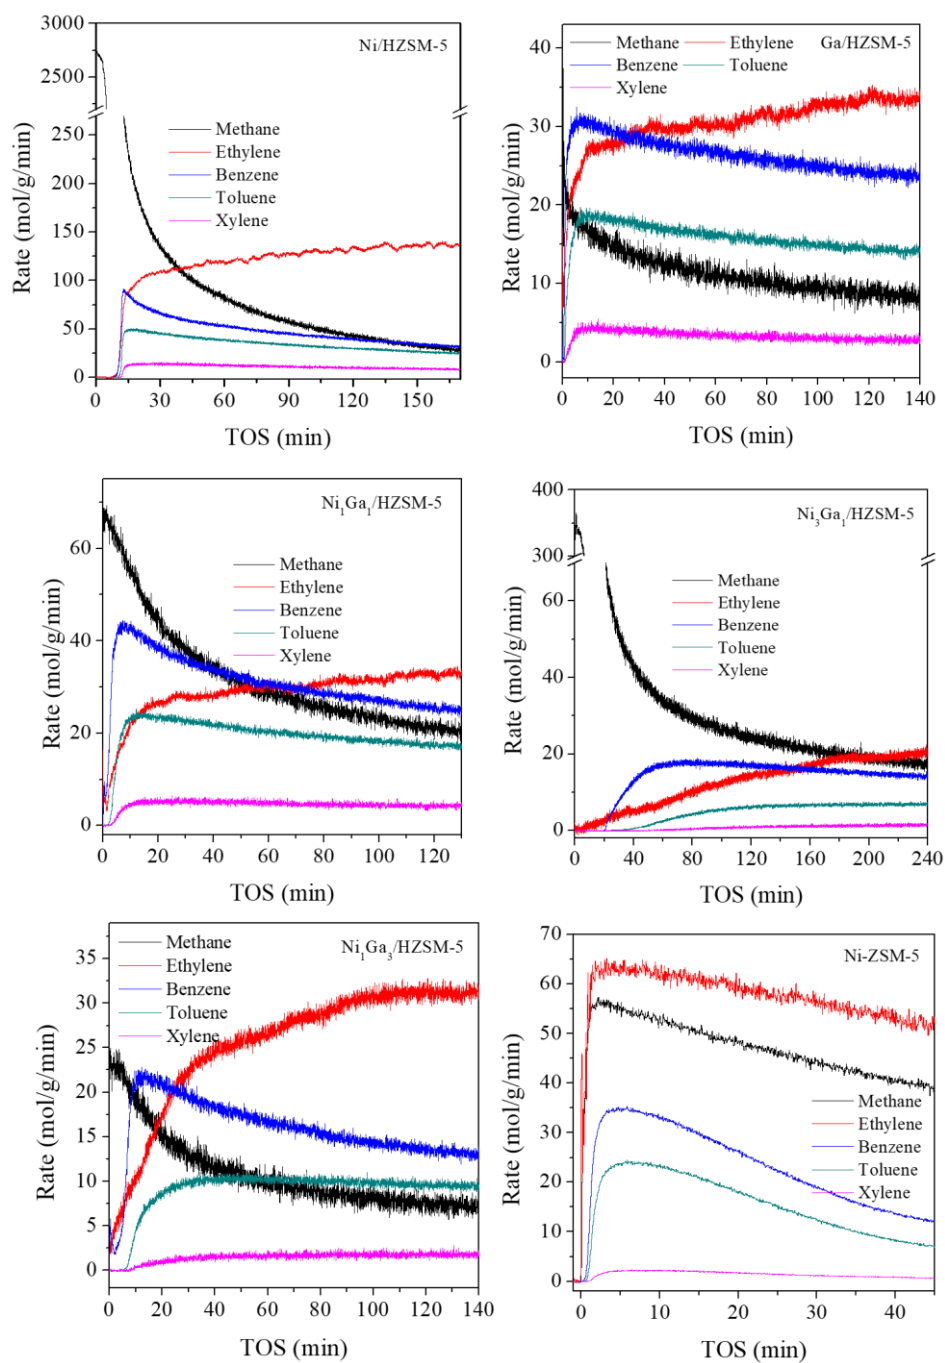 Ni/HZSM-5
3000
2500
250
200
150
100
50
0
Rate (mol/g/min)
Methane
Ethylene
Benzene
Toluene
Xylene
0 30 60 90 120 150
TOS (min)
Ga/HZSM-5
Methane Ethylene
Benzene Toluene
Xylene
40
30
20
10
0
Rate (mol/g/min)
0 20 40 60 80 100 120 140
TOS (min)
Ni1Ga1/HZSM-5
60
40
20
0
Rate (mol/g/min)
Methane
Ethylene
Benzene
Toluene
Xylene
0 20 40 60 80 100 120
TOS (min)
Ni3Ga1/HZSM-5
400
300
60
40
20
0
Rate (mol/g/min)
Methane
Ethylene
Benzene
Toluene
Xylene
0 40 80 120 160 200 240
TOS (min)
Ni1Ga3/HZSM-5
Methane
Ethylene
Benzene
Toluene
Xylene
35
30
25
20
15
10
5
0
Rate (mol/g/min)
0 20 40 60 80 100 120 140
TOS (min)
Ni-ZSM-5
70
60
50
40
30
20
10
0
Rate (mol/g/min)
Methane
Ethylene
Benzene
Toluene
Xylene
0 10 20 30 40
TOS (min)